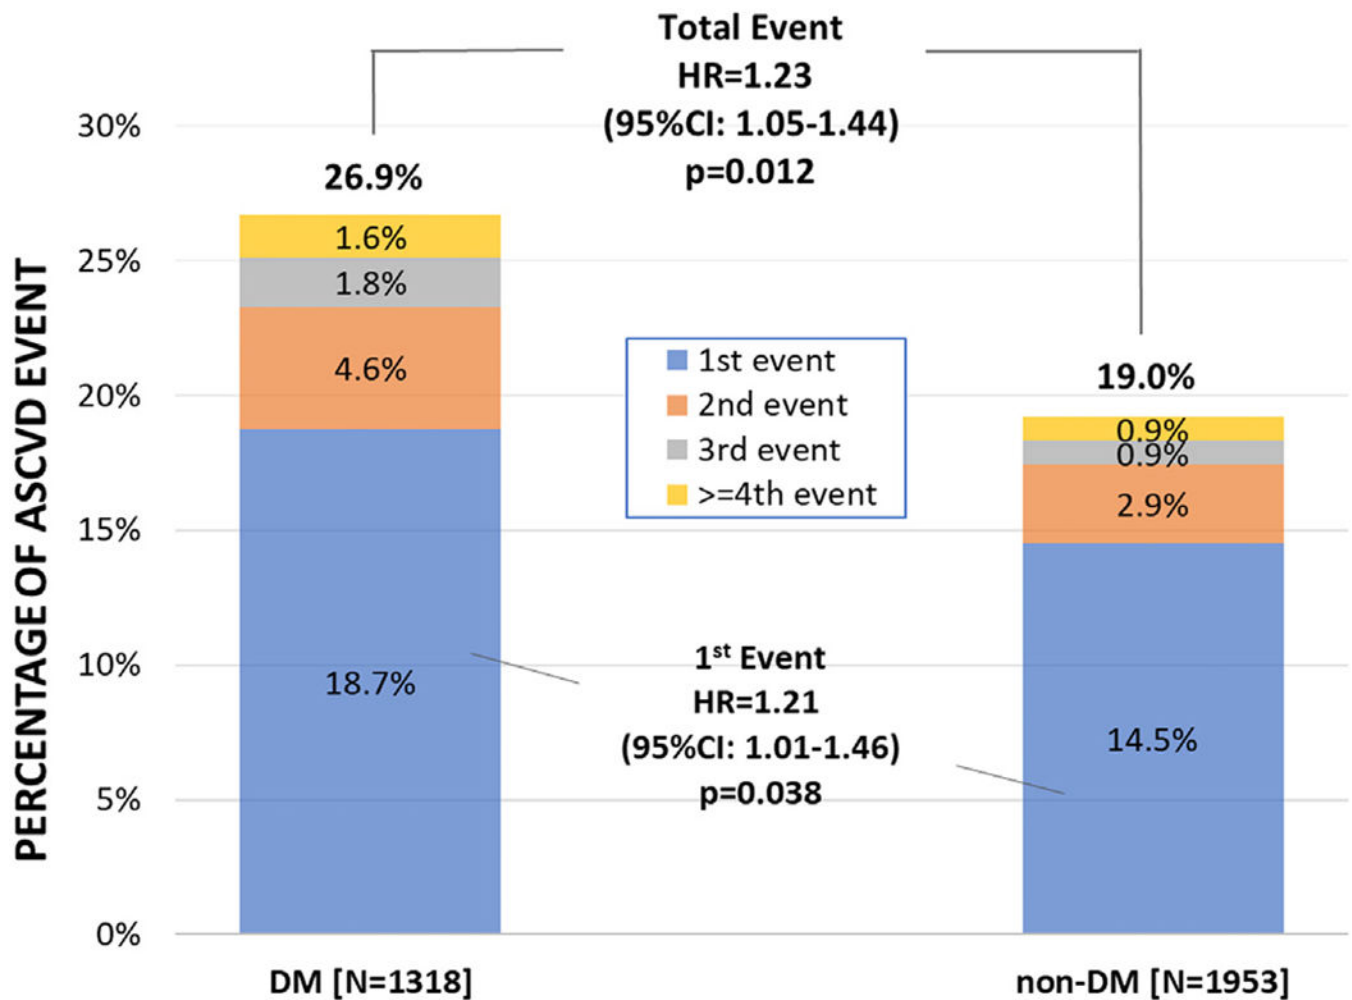 Total Event
HR=1.23
(95%CI: 1.05-1.44)
p=0.012
PERCENTAGE OF ASCVD EVENT
30%
25%
20%
15%
10%
5%
0%
26.9%
1.6%
1.8%
4.6%
18.7%
1st event
2nd event
3rd event
>=4th event
1st Event
HR=1.21
(95%CI: 1.01-1.46)
p=0.038
19.0%
0.9%
0.9%
2.9%
14.5%
DM [N=1318]
non-DM [N=1953]